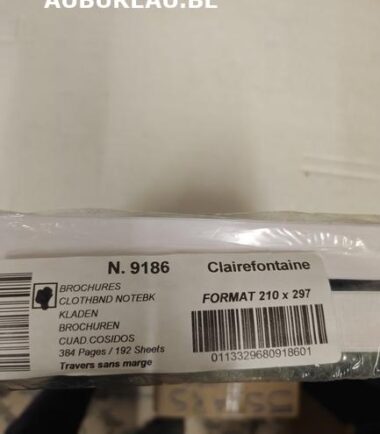 AUBUREAU.BE
N. 9186 Clairefontaine
BROCHURES
CLOTHBND NOTEBK
KLADEN
BROCHUREN
CUAD. COSIDOS
384 Pages / 192 Sheets
Travers sans marge
FORMAT 210 x 297
0113329680918601